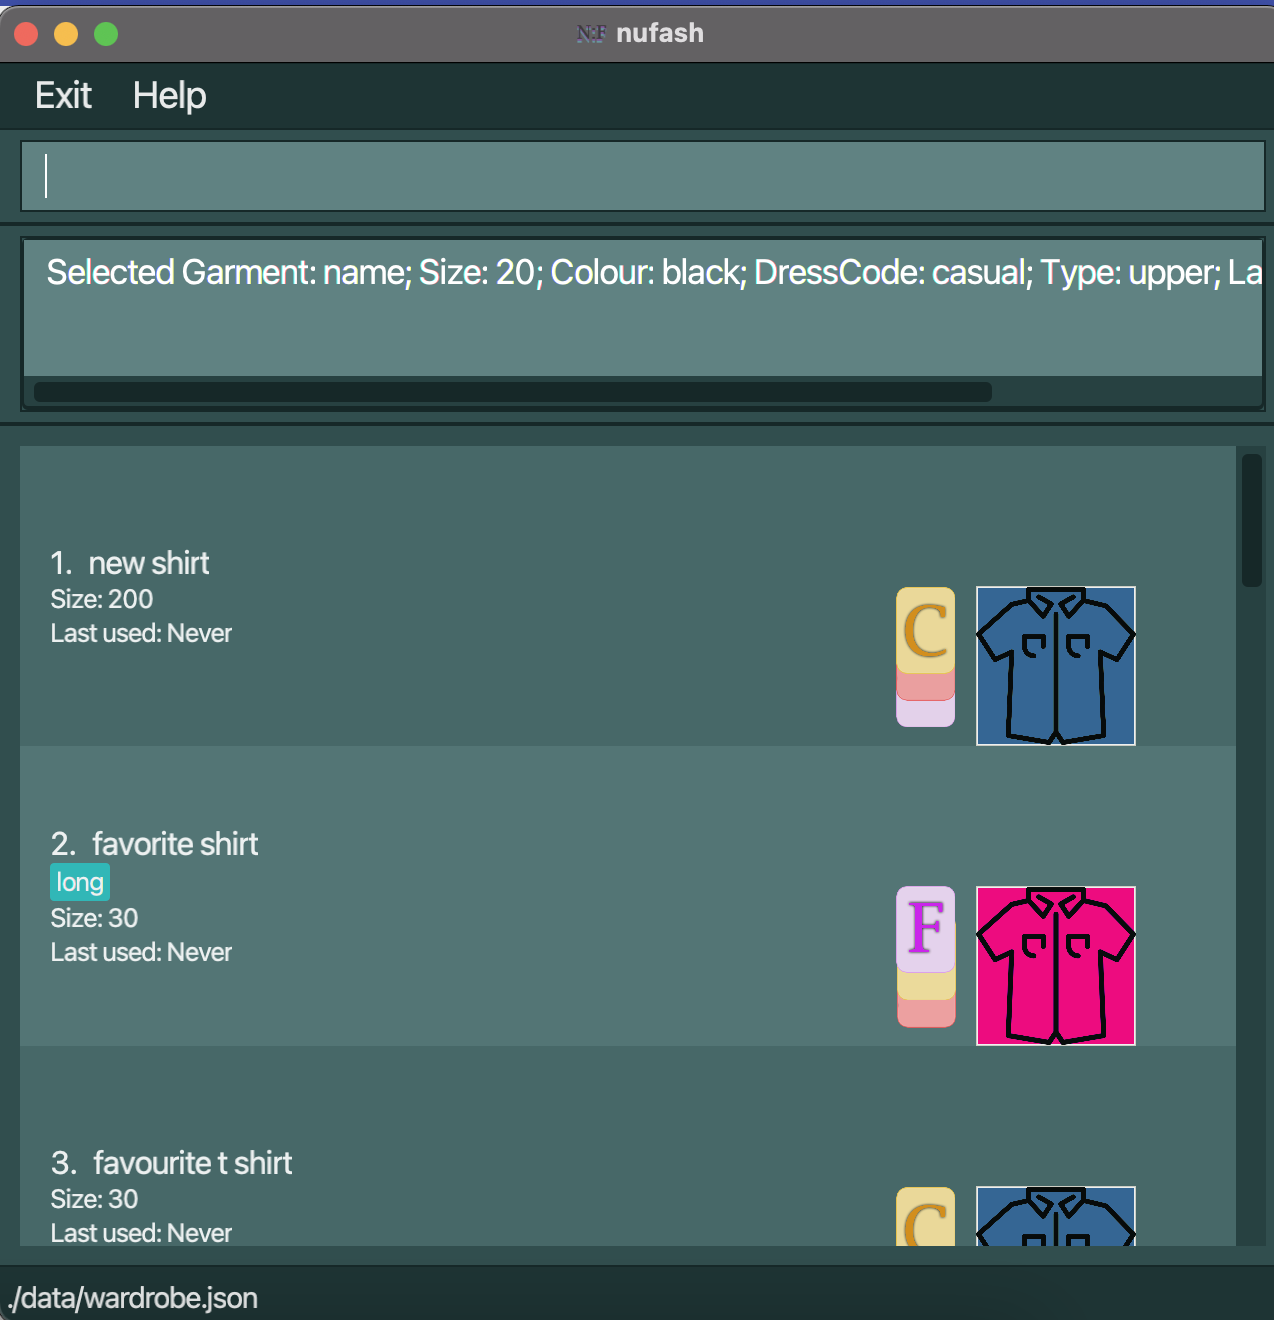 N:F nufash
Exit Help
Selected Garment: name; Size: 20; Colour: black; DressCode: casual; Type: upper; La
1. new shirt
Size: 200
Last used: Never
C
2. favorite shirt
long
Size: 30
Last used: Never
F
3. favourite t shirt
Size: 30
Last used: Never
C
./data/wardrobe.json